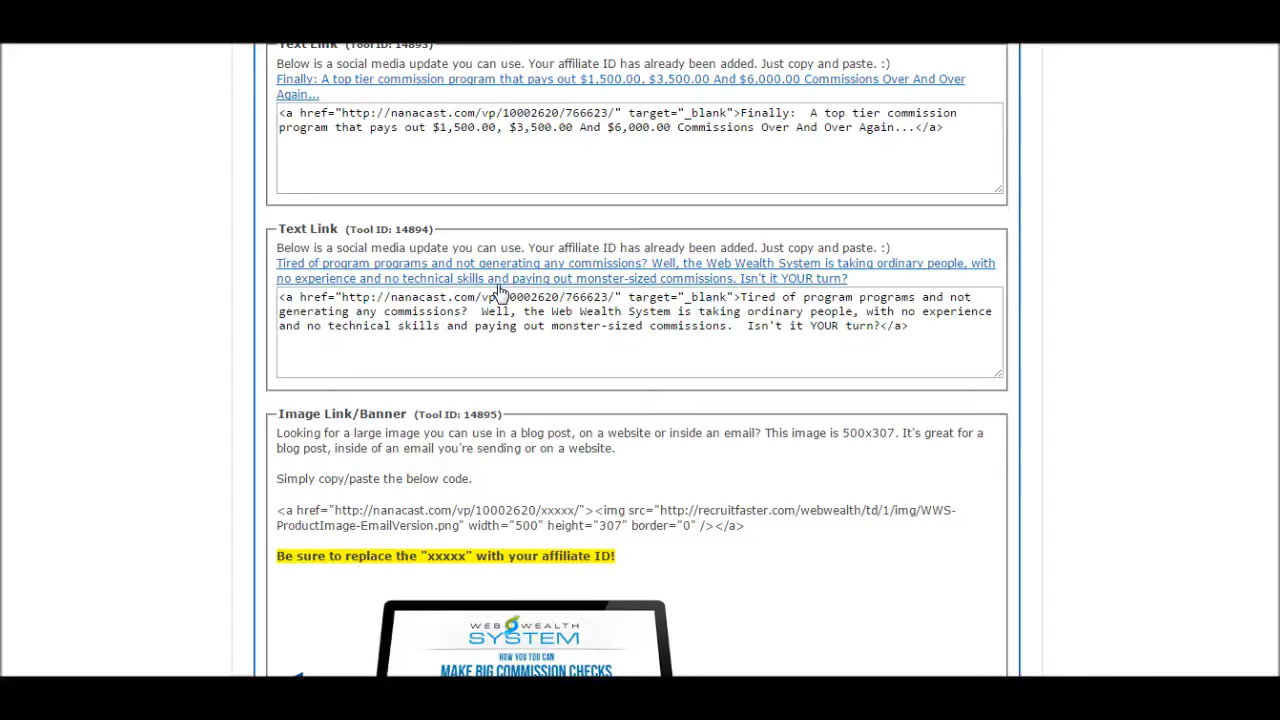 Text Link (Tool ID: 14893)
Below is a social media update you can use. Your affiliate ID has already been added. Just copy and paste. :)
Finally: A top tier commission program that pays out $1,500.00, $3,500.00 And $6,000.00 Commissions Over And Over
Again...
<a href="http://nanacast.com/vp/10002620/766623/" target="_blank">Finally:  A top tier commission
program that pays out $1,500.00, $3,500.00 And $6,000.00 Commissions Over And Over Again...</a>
Text Link (Tool ID: 14894)
Below is a social media update you can use. Your affiliate ID has already been added. Just copy and paste. :)
Tired of program programs and not generating any commissions? Well, the Web Wealth System is taking ordinary people, with
no experience and no technical skills and paying out monster-sized commissions. Isn't it YOUR turn?
<a href="http://nanacast.com/vp/10002620/766623/" target="_blank">Tired of program programs and not
generating any commissions?  Well, the Web Wealth System is taking ordinary people, with no experience
and no technical skills and paying out monster-sized commissions.  Isn't it YOUR turn?</a>
Image Link/Banner (Tool ID: 14895)
Looking for a large image you can use in a blog post, on a website or inside an email? This image is 500x307. It's great for a
blog post, inside of an email you're sending or on a website.
Simply copy/paste the below code.
<a href="http://nanacast.com/vp/10002620/xxxxx/"><img src="http://recruitfaster.com/webwealth/td/1/img/WWS-
ProductImage-EmailVersion.png" width="500" height="307" border="0" /></a>
Be sure to replace the "xxxxx" with your affiliate ID!
WEB WEALTH
SYSTEM
HOW YOU TOO CAN
MAKE BIG COMMISSION CHECKS